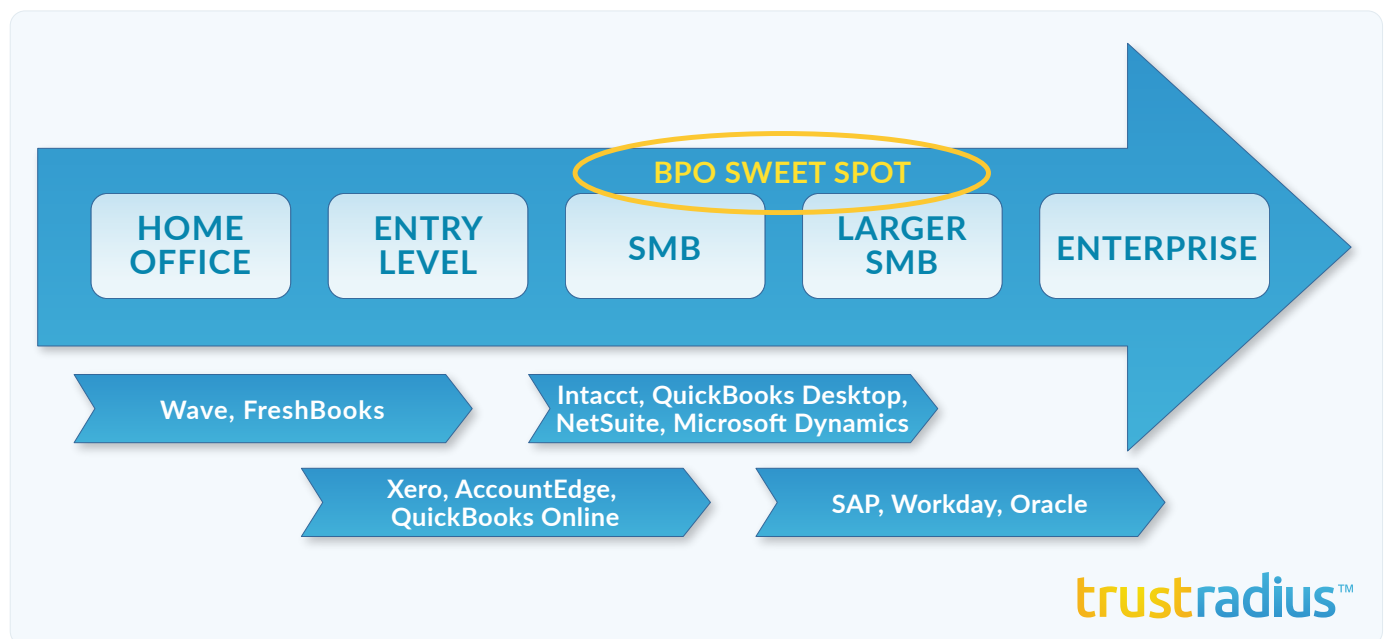 BPO SWEET SPOT
HOME
OFFICE
ENTRY
LEVEL
SMB
LARGER
SMB
ENTERPRISE
Wave, FreshBooks
Intacct, QuickBooks Desktop,
NetSuite, Microsoft Dynamics
Xero, AccountEdge,
QuickBooks Online
SAP, Workday, Oracle
trustradius™